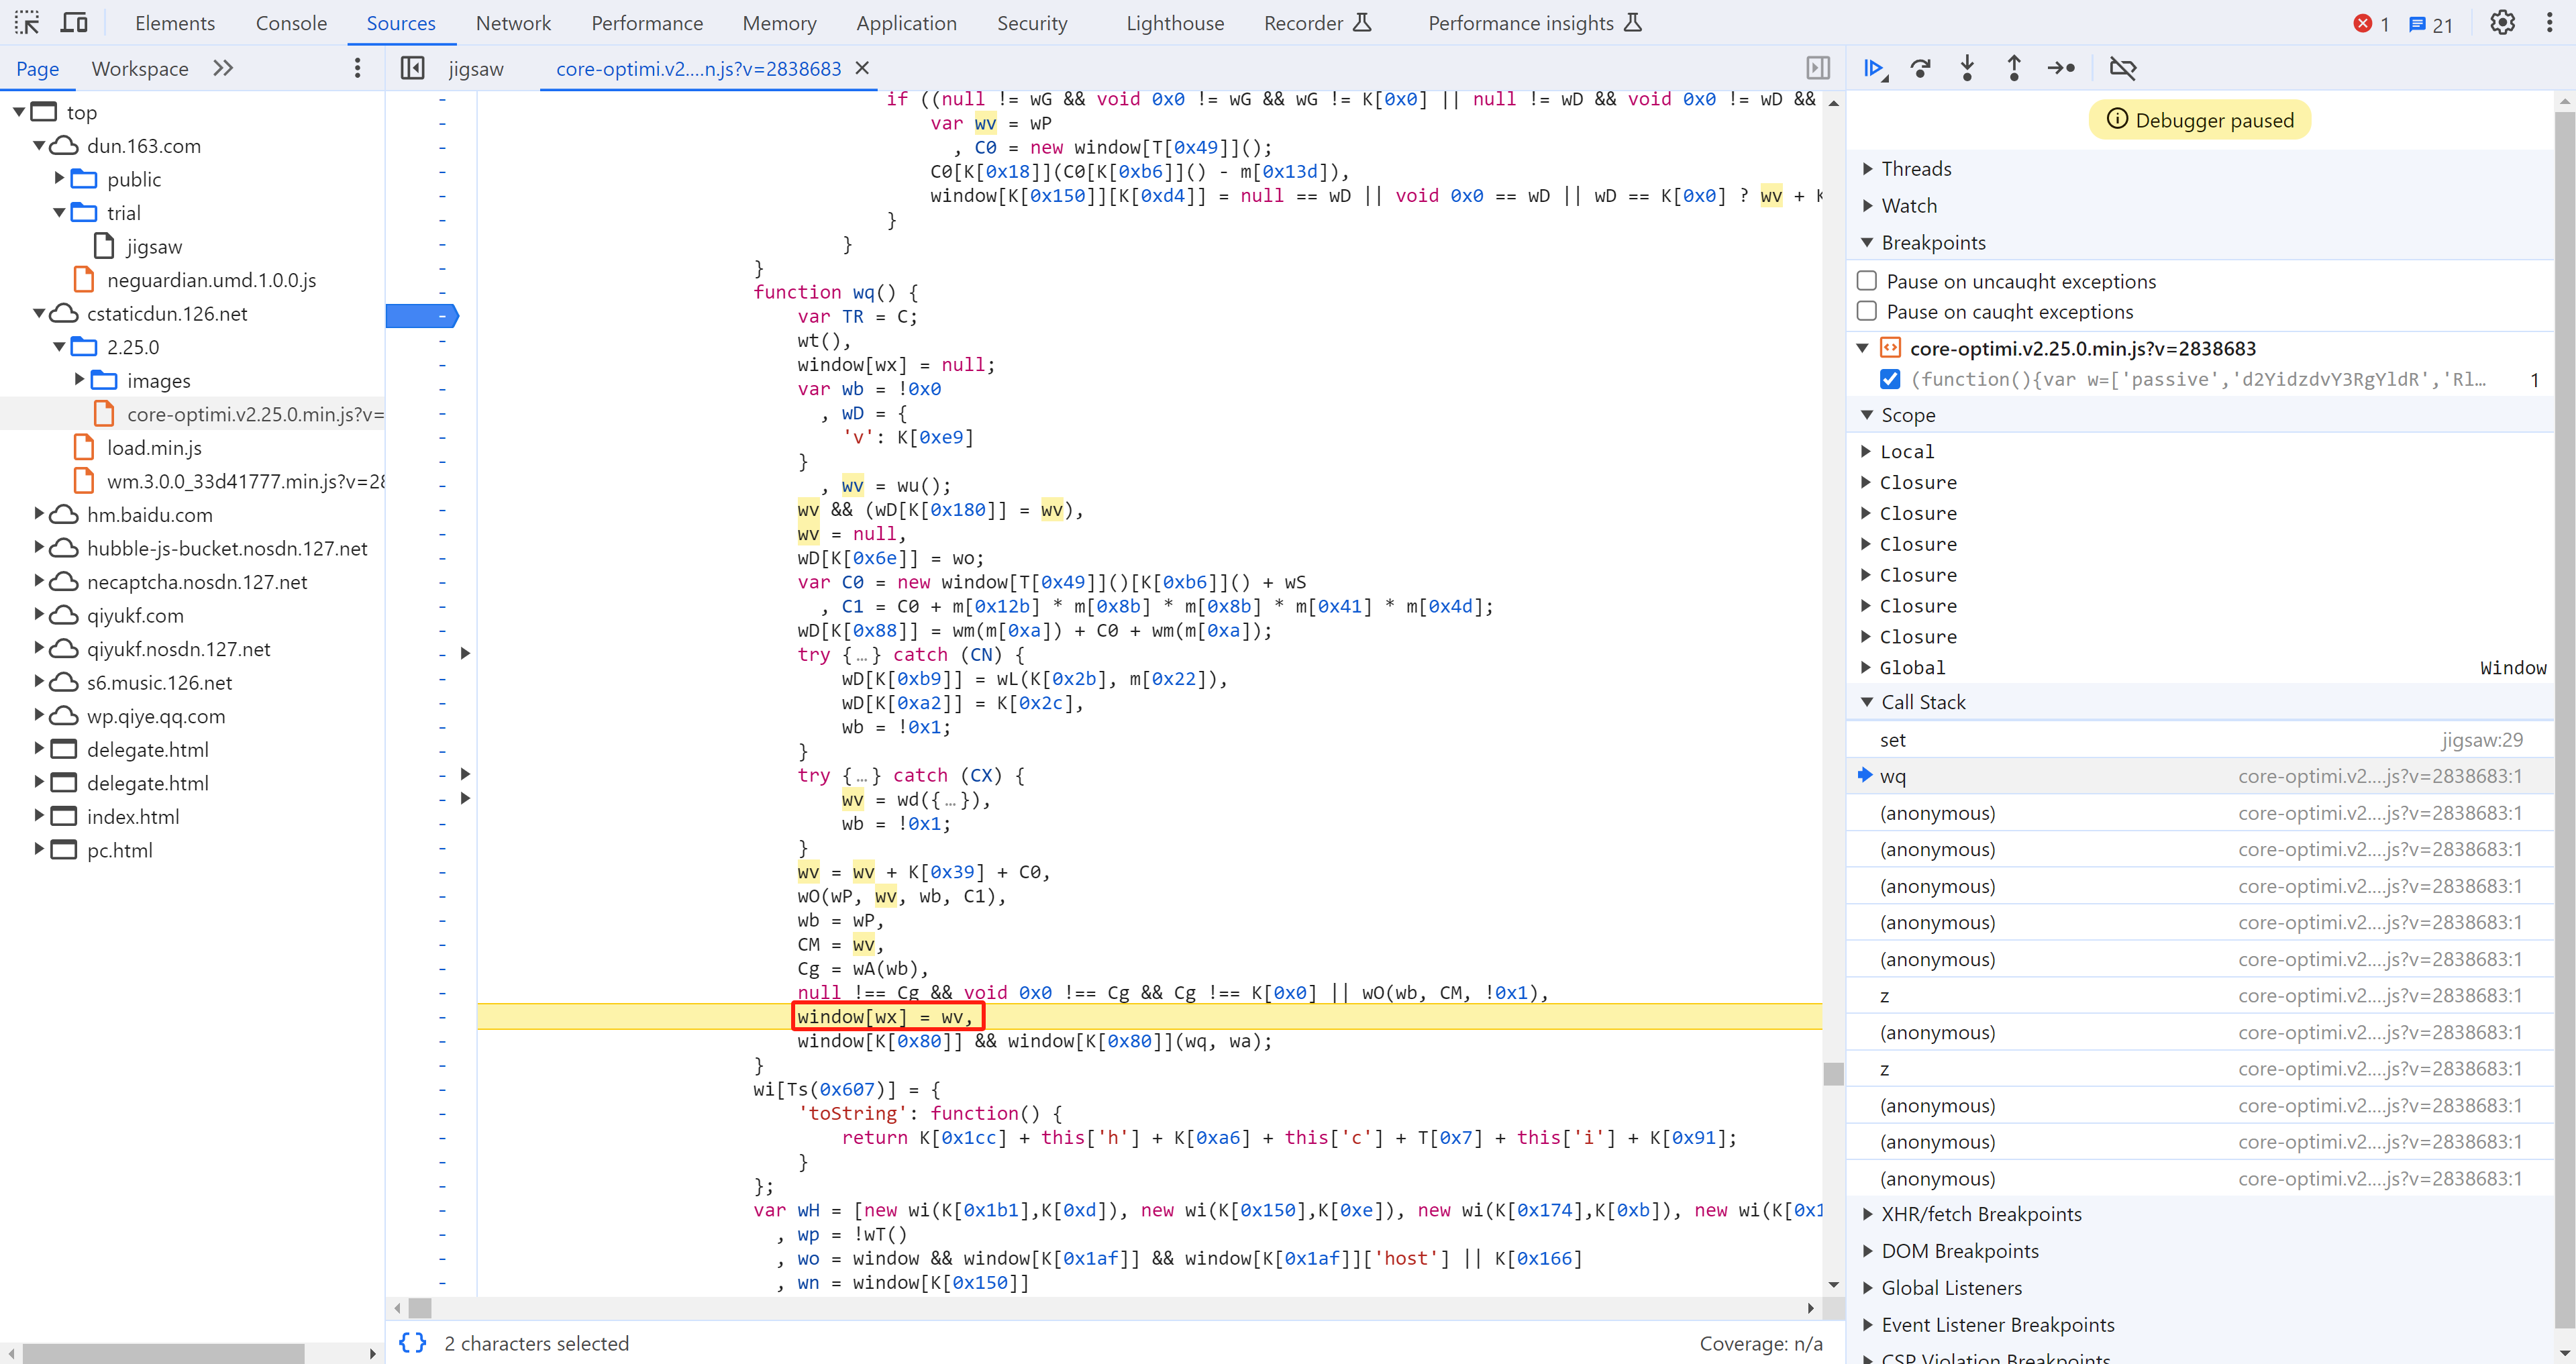 Elements Console Sources Network Performance Memory Application Security Lighthouse Recorder Performance insights 1 21
Page Workspace
top
dun.163.com
public
trial
jigsaw
neguardian.umd.1.0.0.js
cstaticdun.126.net
2.25.0
images
core-optimi.v2.25.0.min.js?v=
load.min.js
wm.3.0.0_33d41777.min.js?v=28
hm.baidu.com
hubble-js-bucket.nosdn.127.net
necaptcha.nosdn.127.net
qiyukf.com
qiyukf.nosdn.127.net
s6.music.126.net
wp.qiye.qq.com
delegate.html
delegate.html
index.html
pc.html
jigsaw core-optimi.v2....n.js?v=2838683
if ((null != wG && void 0x0 != wG && wG != K[0x0] || null != wD && void 0x0 != wD &&
var wv = wP
, C0 = new window[T[0x49]]();
C0[K[0x18]](C0[K[0xb6]]() - m[0x13d]),
window[K[0x150]][K[0xd4]] = null == wD || void 0x0 == wD || wD == K[0x0] ? wv + K
}
}
}
function wq() {
var TR = C;
wt(),
window[wx] = null;
var wb = !0x0
, wD = {
'v': K[0xe9]
}
, wv = wu();
wv && (wD[K[0x180]] = wv),
wv = null,
wD[K[0x6e]] = wo;
var C0 = new window[T[0x49]]()[K[0xb6]]() + wS
, C1 = C0 + m[0x12b] * m[0x8b] * m[0x8b] * m[0x41] * m[0x4d];
wD[K[0x88]] = wm(m[0xa]) + C0 + wm(m[0xa]);
try {…} catch (CN) {
wD[K[0xb9]] = wL(K[0x2b], m[0x22]),
wD[K[0xa2]] = K[0x2c],
wb = !0x1;
}
try {…} catch (CX) {
wv = wd({…}),
wb = !0x1;
}
wv = wv + K[0x39] + C0,
wO(wP, wv, wb, C1),
wb = wP,
CM = wv,
Cg = wA(wb),
null !== Cg && void 0x0 !== Cg && Cg !== K[0x0] || wO(wb, CM, !0x1),
window[wx] = wv,
window[K[0x80]] && window[K[0x80]](wq, wa);
}
wi[Ts(0x607)] = {
'toString': function() {
return K[0x1cc] + this['h'] + K[0xa6] + this['c'] + T[0x7] + this['i'] + K[0x91];
}
};
var wH = [new wi(K[0x1b1],K[0xd]), new wi(K[0x150],K[0xe]), new wi(K[0x174],K[0xb]), new wi(K[0x1
, wp = !wT()
, wo = window && window[K[0x1af]] && window[K[0x1af]]['host'] || K[0x166]
, wn = window[K[0x150]]
{} 2 characters selected Coverage: n/a
Debugger paused
Threads
Watch
Breakpoints
Pause on uncaught exceptions
Pause on caught exceptions
core-optimi.v2.25.0.min.js?v=2838683
(function(){var w=['passive','d2YidzdvY3RgYldR','Rl… 1
Scope
Local
Closure
Closure
Closure
Closure
Closure
Closure
Global Window
Call Stack
set jigsaw:29
wq core-optimi.v2....js?v=2838683:1
(anonymous) core-optimi.v2....js?v=2838683:1
(anonymous) core-optimi.v2....js?v=2838683:1
(anonymous) core-optimi.v2....js?v=2838683:1
(anonymous) core-optimi.v2....js?v=2838683:1
(anonymous) core-optimi.v2....js?v=2838683:1
z core-optimi.v2....js?v=2838683:1
(anonymous) core-optimi.v2....js?v=2838683:1
z core-optimi.v2....js?v=2838683:1
(anonymous) core-optimi.v2....js?v=2838683:1
(anonymous) core-optimi.v2....js?v=2838683:1
(anonymous) core-optimi.v2....js?v=2838683:1
XHR/fetch Breakpoints
DOM Breakpoints
Global Listeners
Event Listener Breakpoints
CSP Violation Breakpoints